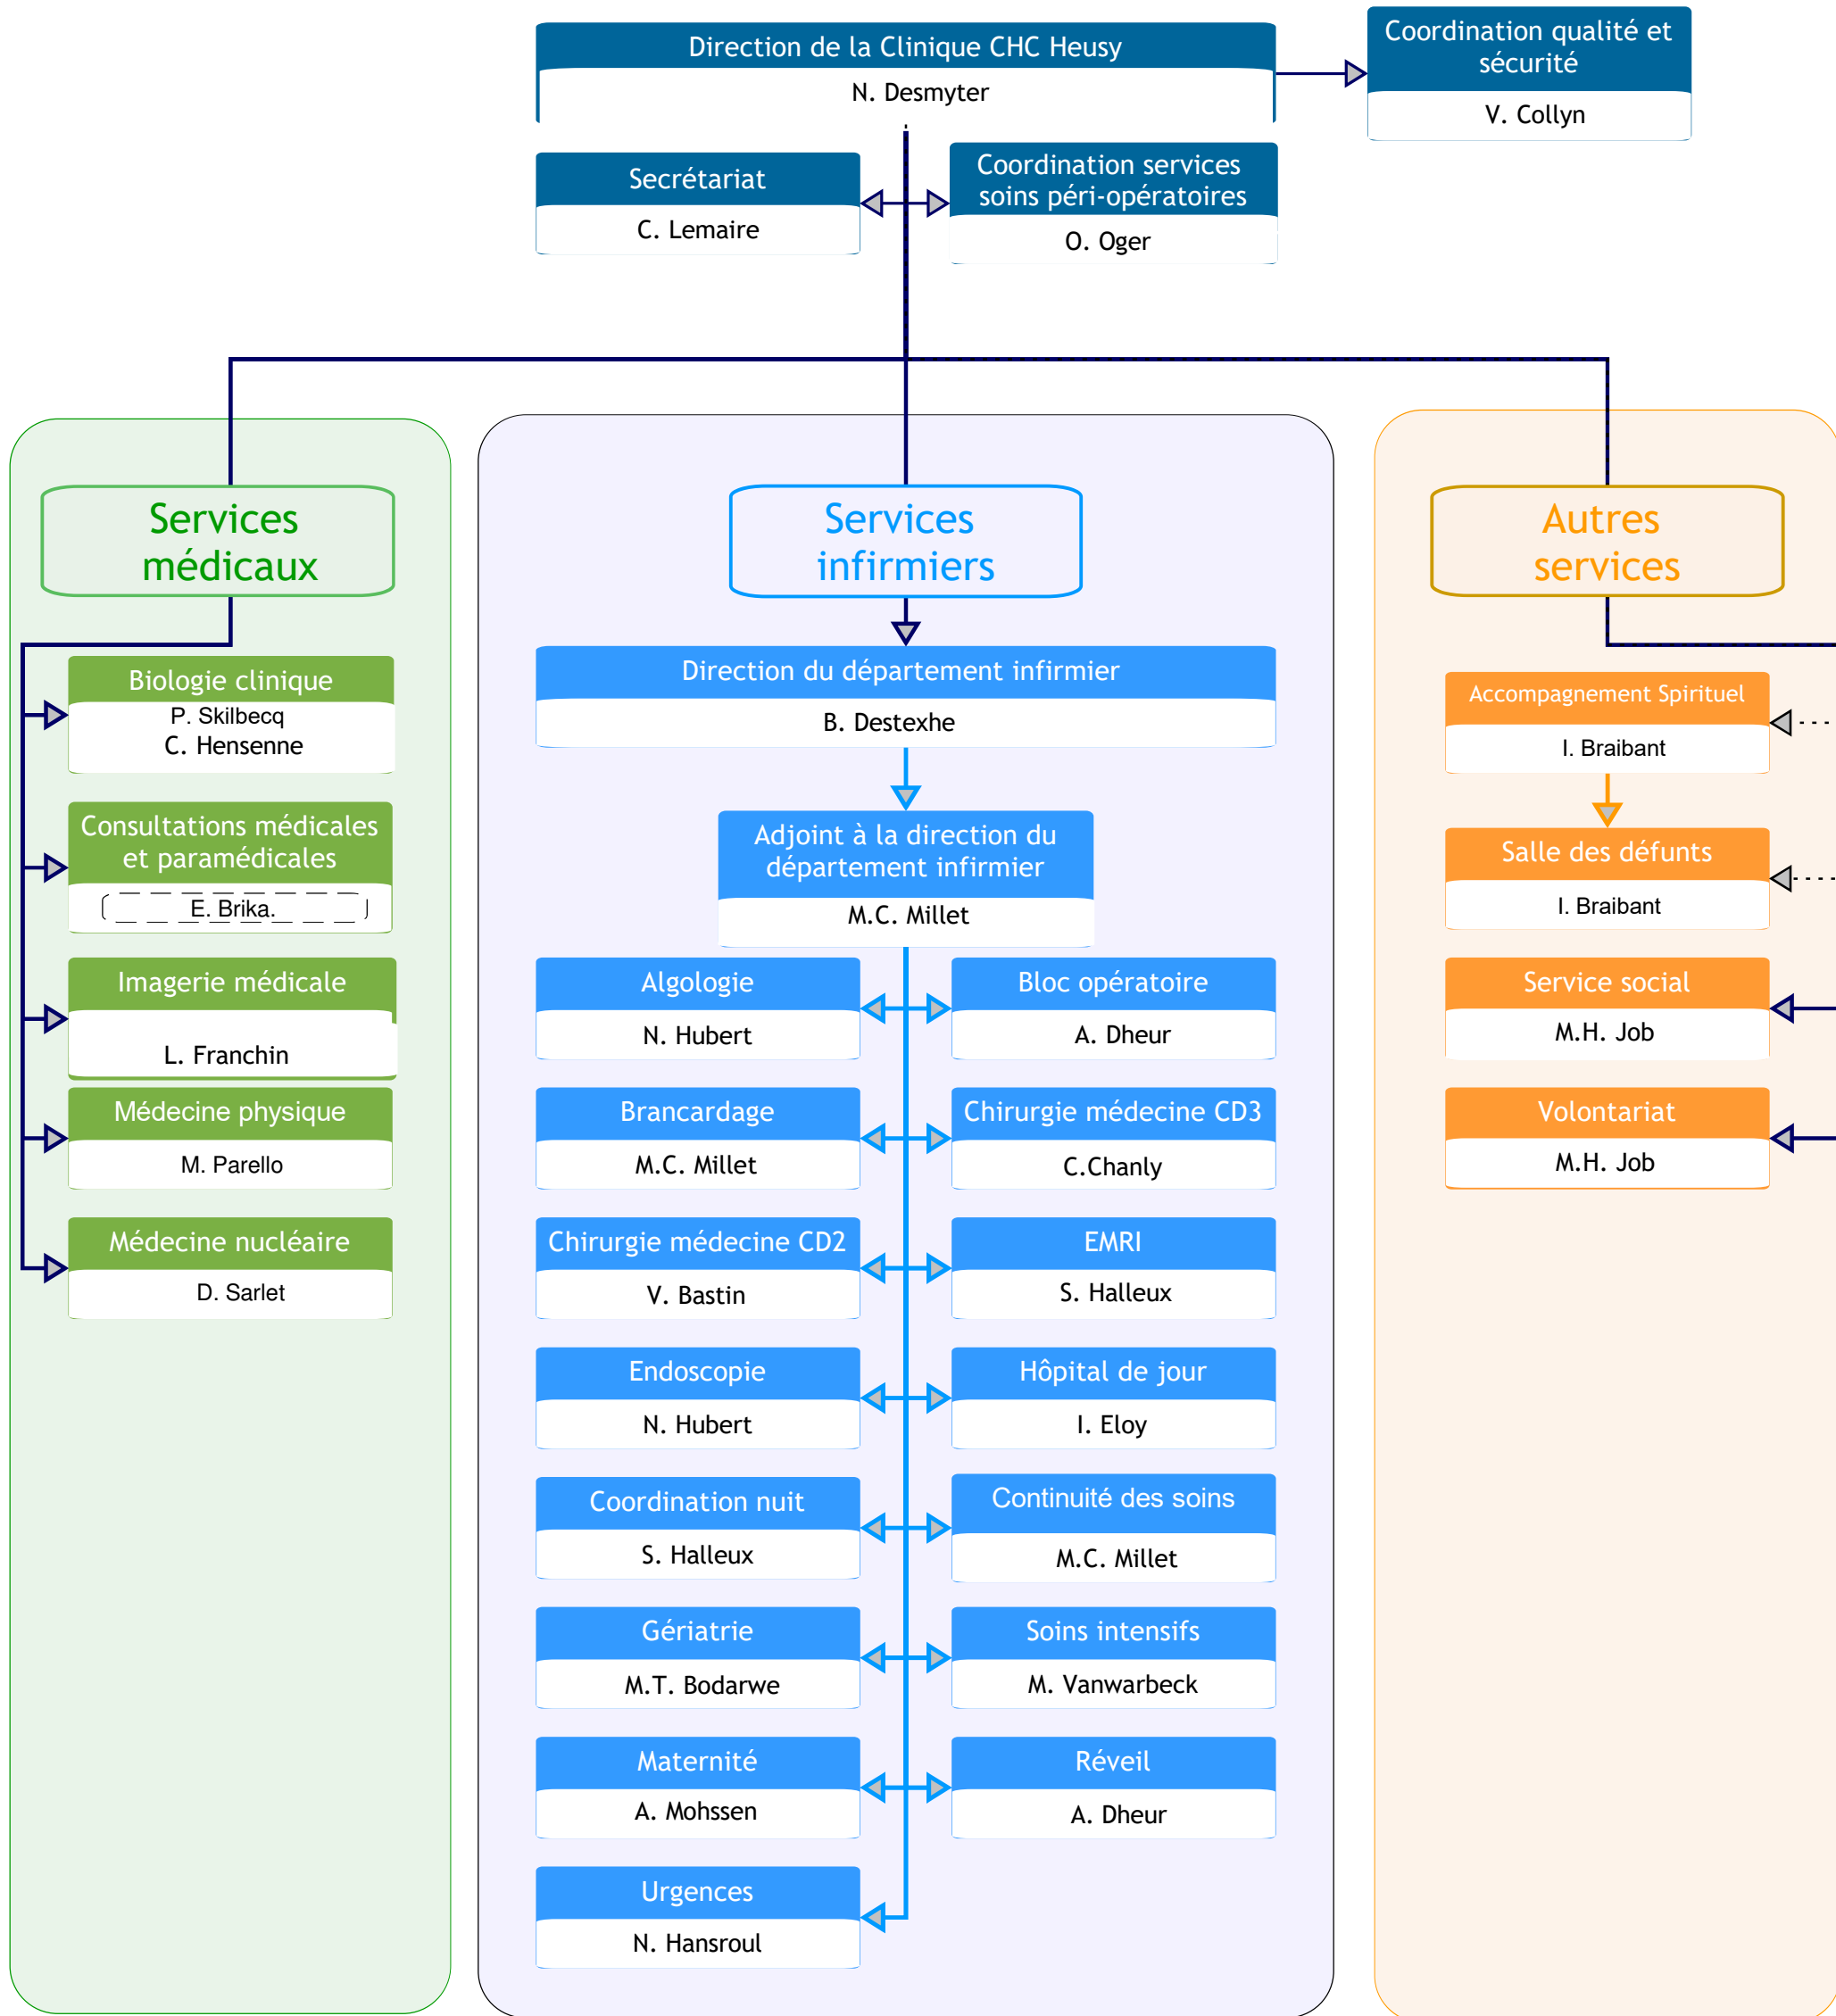 Direction de la Clinique CHC Heusy
N. Desmyter
Coordination qualité et
sécurité
V. Collyn
Secrétariat
C. Lemaire
Coordination services
soins péri-opératoires
O. Oger
Services
médicaux
Biologie clinique
P. Skilbecq
C. Hensenne
Consultations médicales
et paramédicales
E. Brika.
Imagerie médicale
L. Franchin
Médecine physique
M. Parello
Médecine nucléaire
D. Sarlet
Services
infirmiers
Direction du département infirmier
B. Destexhe
Adjoint à la direction du
département infirmier
M.C. Millet
Algologie
N. Hubert
Bloc opératoire
A. Dheur
Brancardage
M.C. Millet
Chirurgie médecine CD3
C.Chanly
Chirurgie médecine CD2
V. Bastin
EMRI
S. Halleux
Endoscopie
N. Hubert
Hôpital de jour
I. Eloy
Coordination nuit
S. Halleux
Continuité des soins
M.C. Millet
Gériatrie
M.T. Bodarwe
Soins intensifs
M. Vanwarbeck
Maternité
A. Mohssen
Réveil
A. Dheur
Urgences
N. Hansroul
Autres
services
Accompagnement Spirituel
I. Braibant
Salle des défunts
I. Braibant
Service social
M.H. Job
Volontariat
M.H. Job